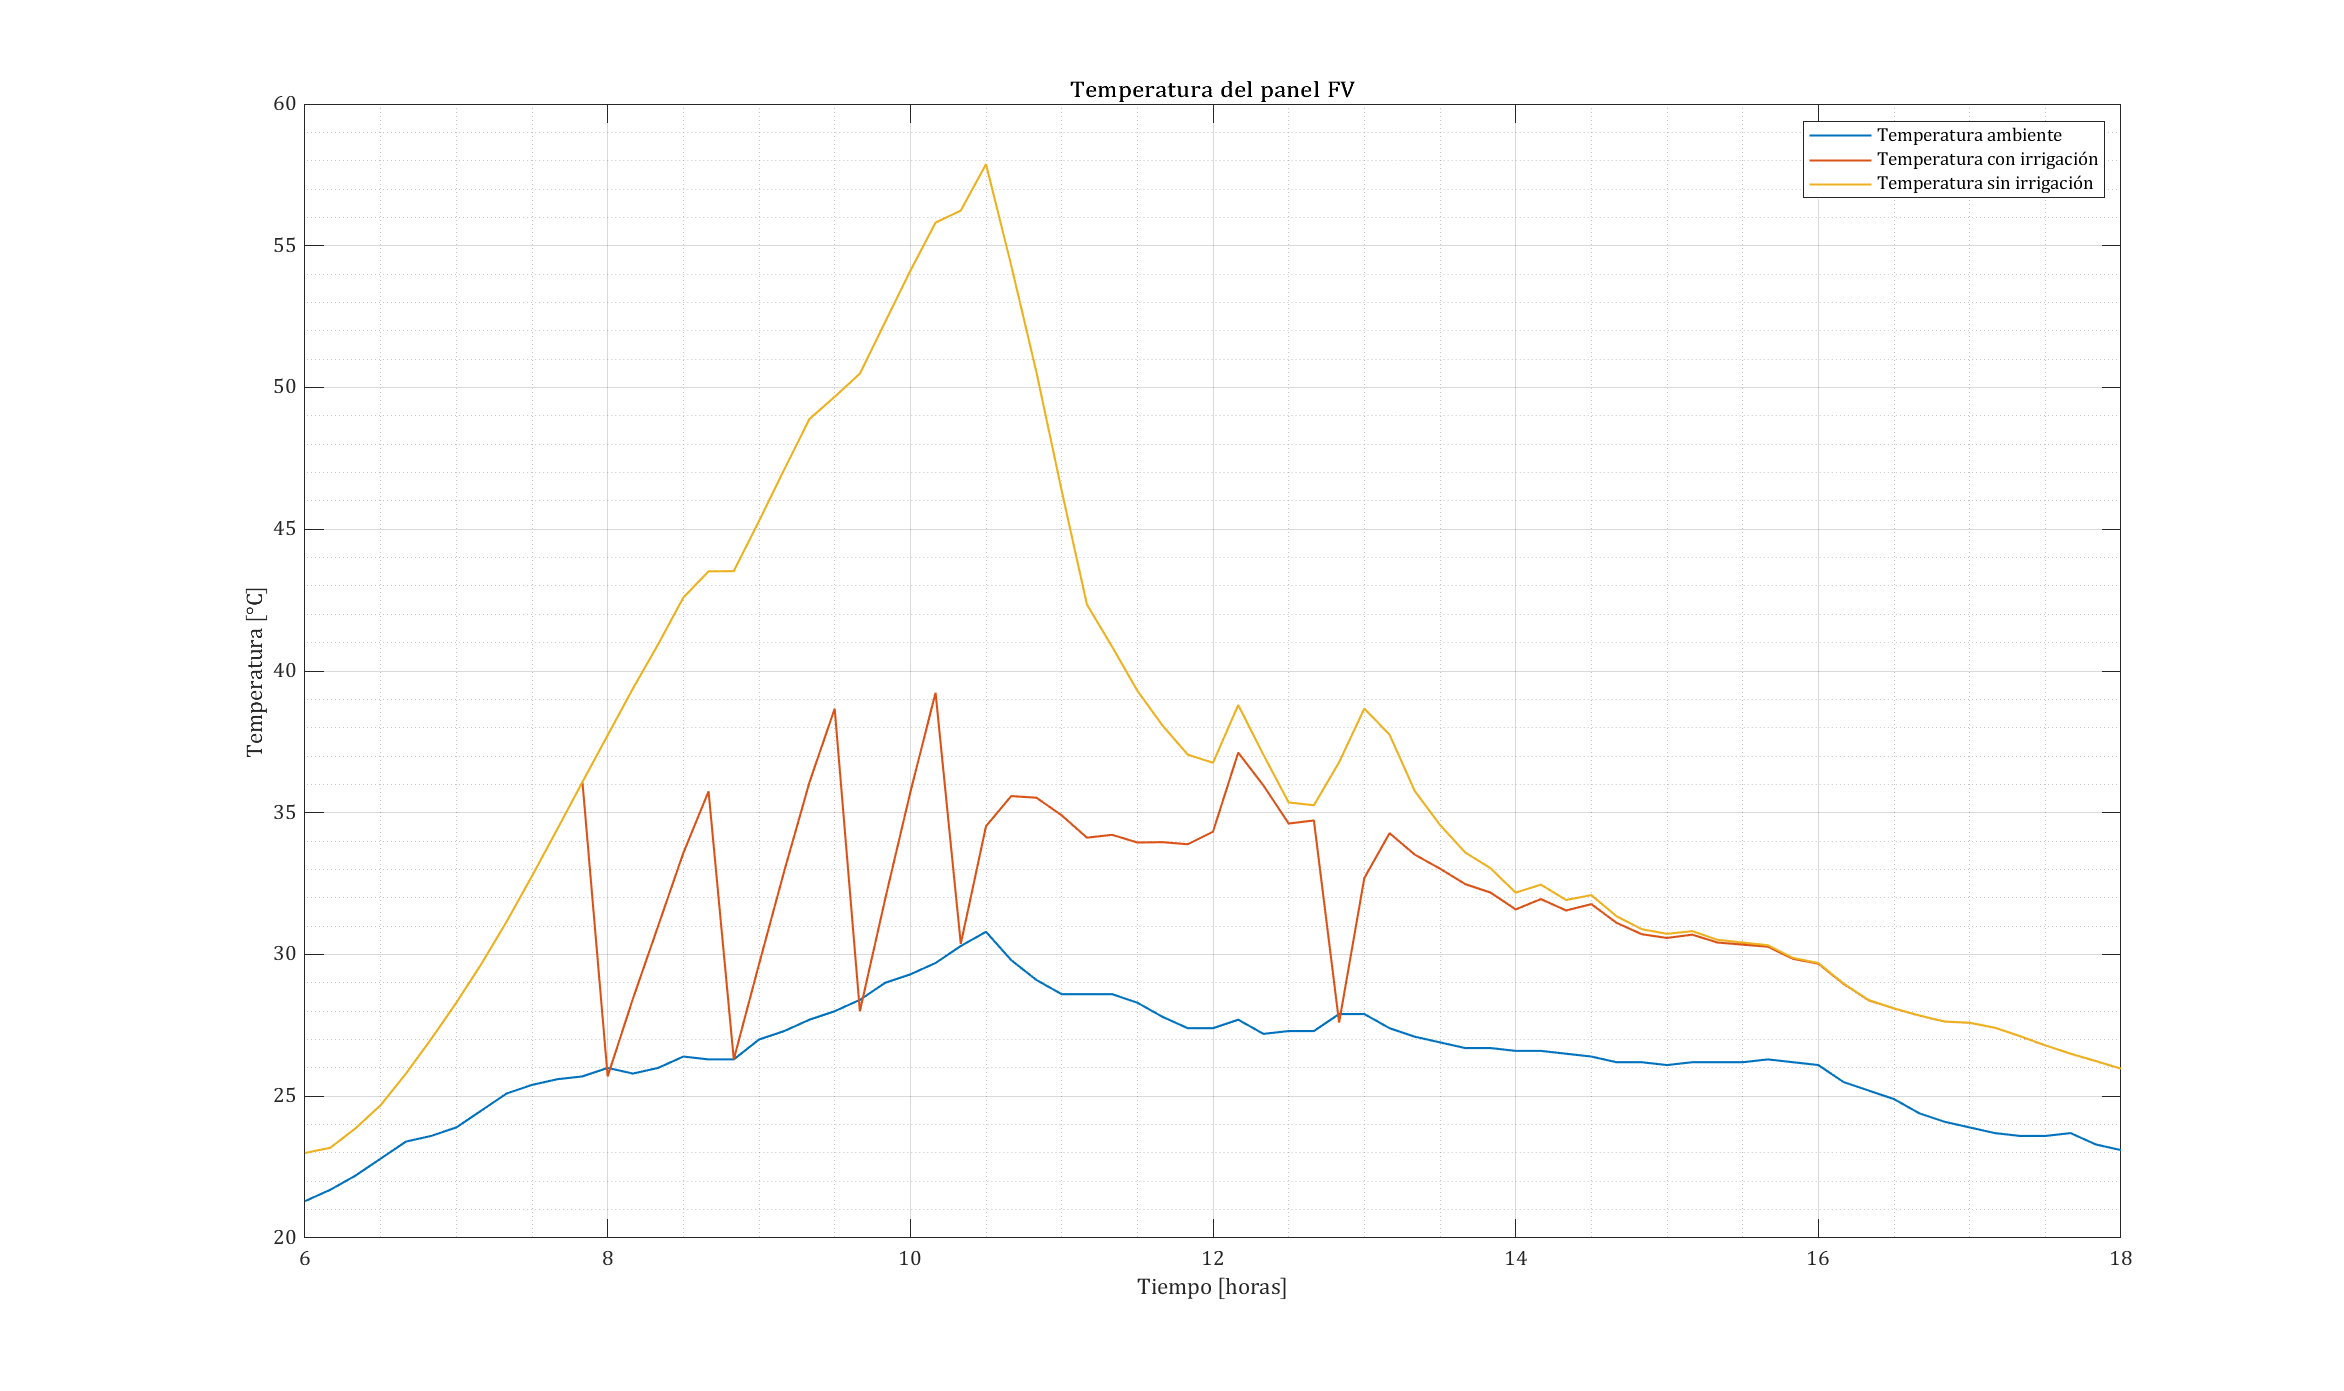 Temperatura del panel FV
Temperatura ambiente
Temperatura con irrigación
Temperatura sin irrigación
Temperatura [°C]
60
55
50
45
40
35
30
25
20
6 8 10 12 14 16 18
Tiempo [horas]